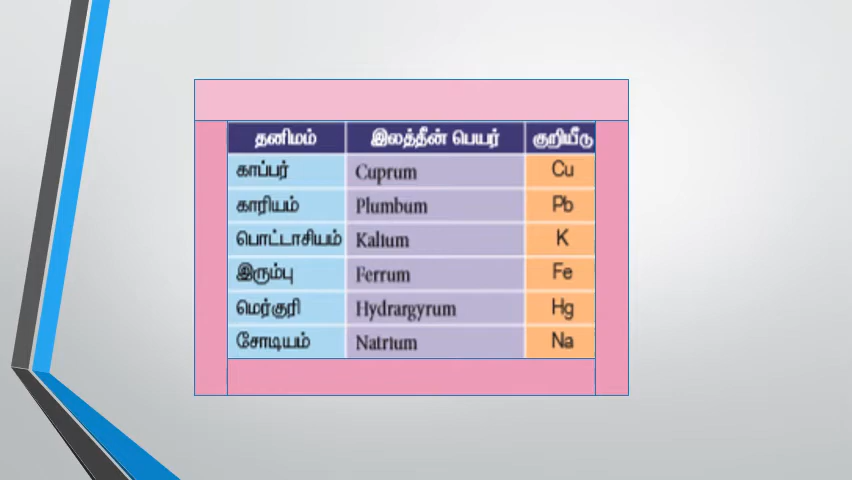 தனிமம் இலத்தீன் பெயர் குறியீடு
காப்பர் Cuprum Cu
காரியம் Plumbum Pb
பொட்டாசியம் Kalium K
இரும்பு Ferrum Fe
மெர்குரி Hydrargyrum Hg
சோடியம் Natrium Na